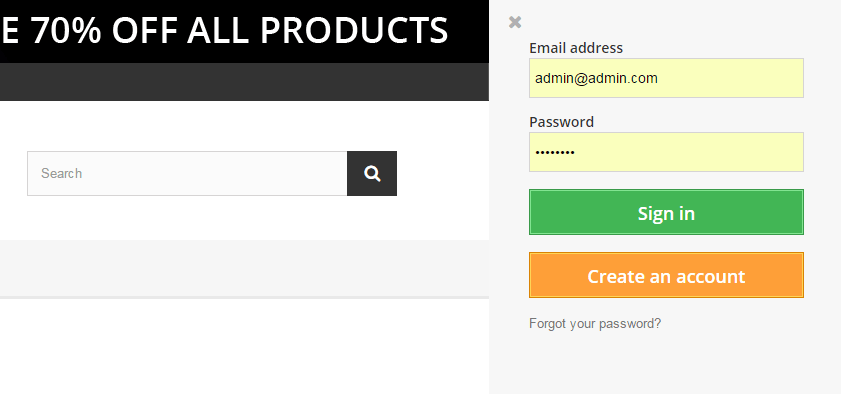 E 70% OFF ALL PRODUCTS
Search
Email address
admin@admin.com
Password
••••••••
Sign in
Create an account
Forgot your password?